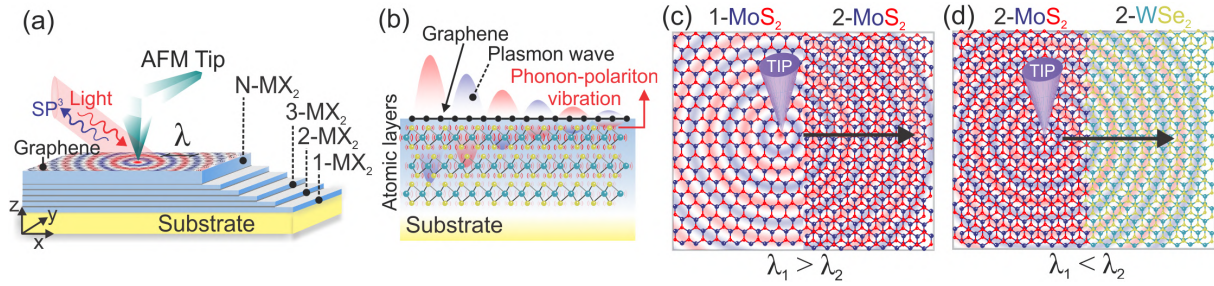 (a)
AFM Tip
SP³ Light
λ
N-MX₂
3-MX₂
2-MX₂
1-MX₂
Graphene
z
y
x
Substrate
(b)
Graphene
Plasmon wave
Phonon-polariton
vibration
Atomic layers
Substrate
(c)
1-MoS₂ 2-MoS₂
TIP
λ₁ > λ₂
(d)
2-MoS₂ 2-WSe₂
TIP
λ₁ < λ₂